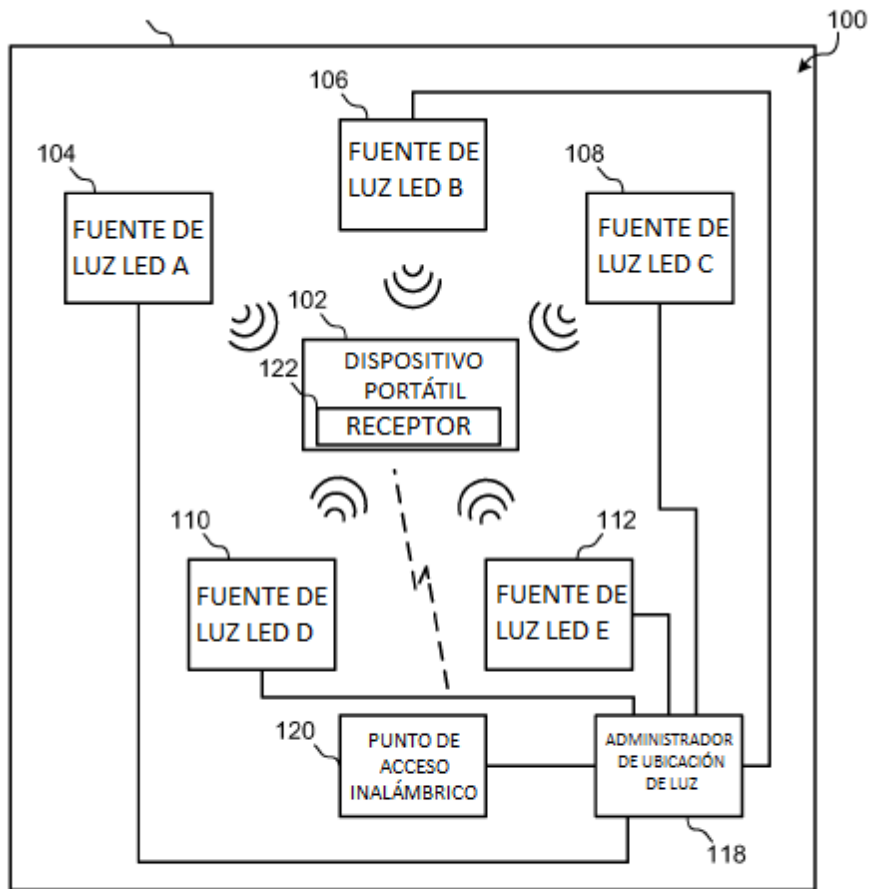 100
106
FUENTE DE
LUZ LED B
104
FUENTE DE
LUZ LED A
108
FUENTE DE
LUZ LED C
102
DISPOSITIVO
PORTÁTIL
122
RECEPTOR
110
FUENTE DE
LUZ LED D
112
FUENTE DE
LUZ LED E
120
PUNTO DE
ACCESO
INALÁMBRICO
ADMINISTRADOR
DE UBICACIÓN
DE LUZ
118